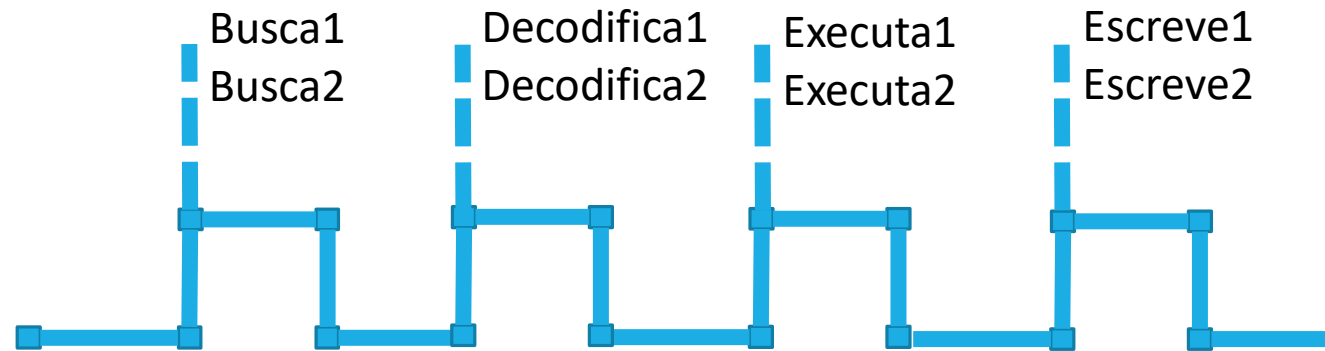 Busca1
Busca2
Decodifica1
Decodifica2
Executa1
Executa2
Escreve1
Escreve2